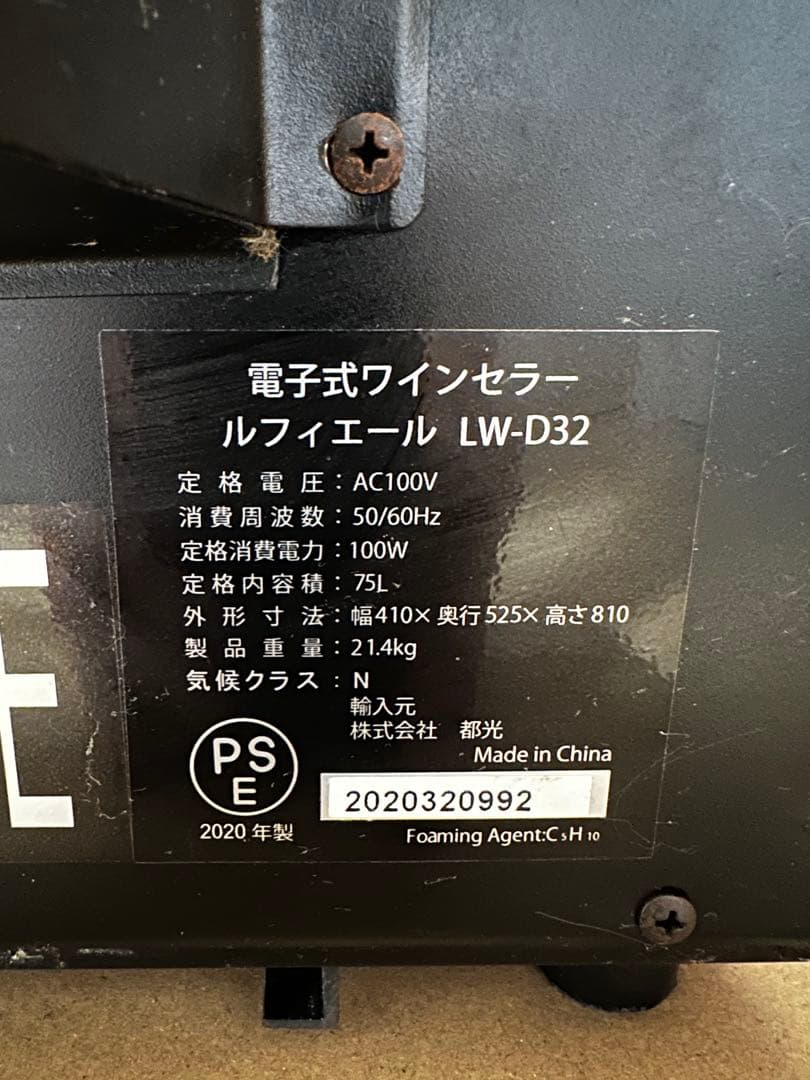 電子式ワインセラー
ルフィエール LW-D32
定格電圧：AC100V
消費周波数：50/60Hz
定格消費電力：100W
定格内容積：75L
外形寸法：幅410×奥行525×高さ810
製品重量：21.4kg
気候クラス：N
輸入元
株式会社 都光
Made in China
PS
E
2020320992
2020年製
Foaming Agent:C5H10